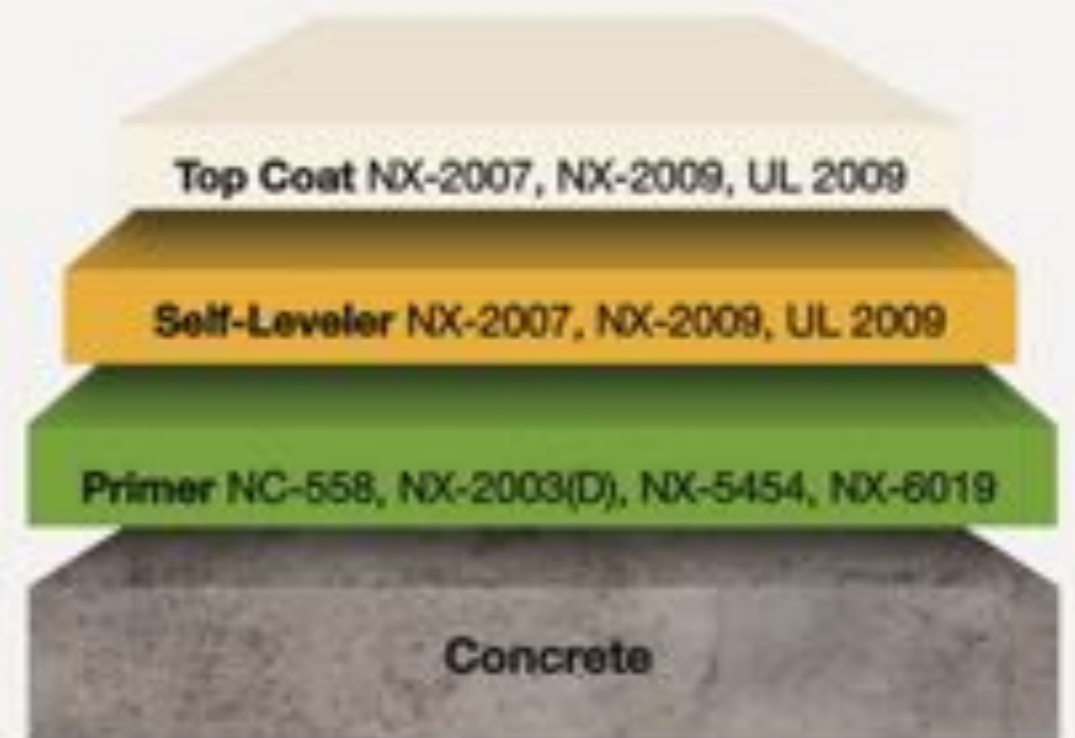 Top Coat NX-2007, NX-2009, UL 2009
Self-Leveler NX-2007, NX-2009, UL 2009
Primer NC-558, NX-2003(D), NX-5454, NX-6019
Concrete